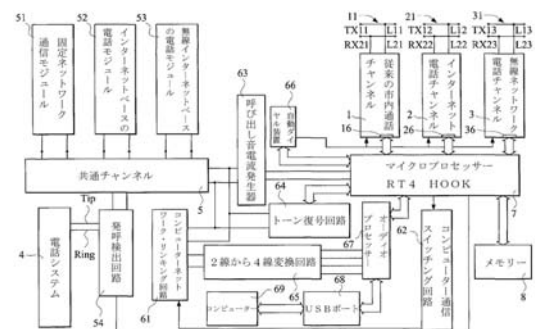 51
52
53
固定ネットワーク
通信モジュール
インターネットベースの
電話モジュール
無線インターネットベース
の電話モジュール
共通チャンネル
5
Tip
Ring
4
電話システム
発呼検出回路
54
63
呼び出し音電流発生器
66
自動ダイ
ヤル装置
64
トーン復号回路
コンピューターネット
ワーク・リンキング回路
61
2線から4線変換回路
65
コンピューター
69
USBポート
68
オーディオ
プロセッサー
67
62
コンピューター通信
スイッチング回路
メモリー
8
マイクロプロセッサー
RT4 HOOK
7
11
TX 11 L11
RX21 L21
従来の市内通話
チャンネル
1
16
21
TX 12 L12
RX22 L22
インターネット
電話チャンネル
2
26
31
TX 13 L13
RX23 L23
無線ネットワーク
電話チャンネル
3
36